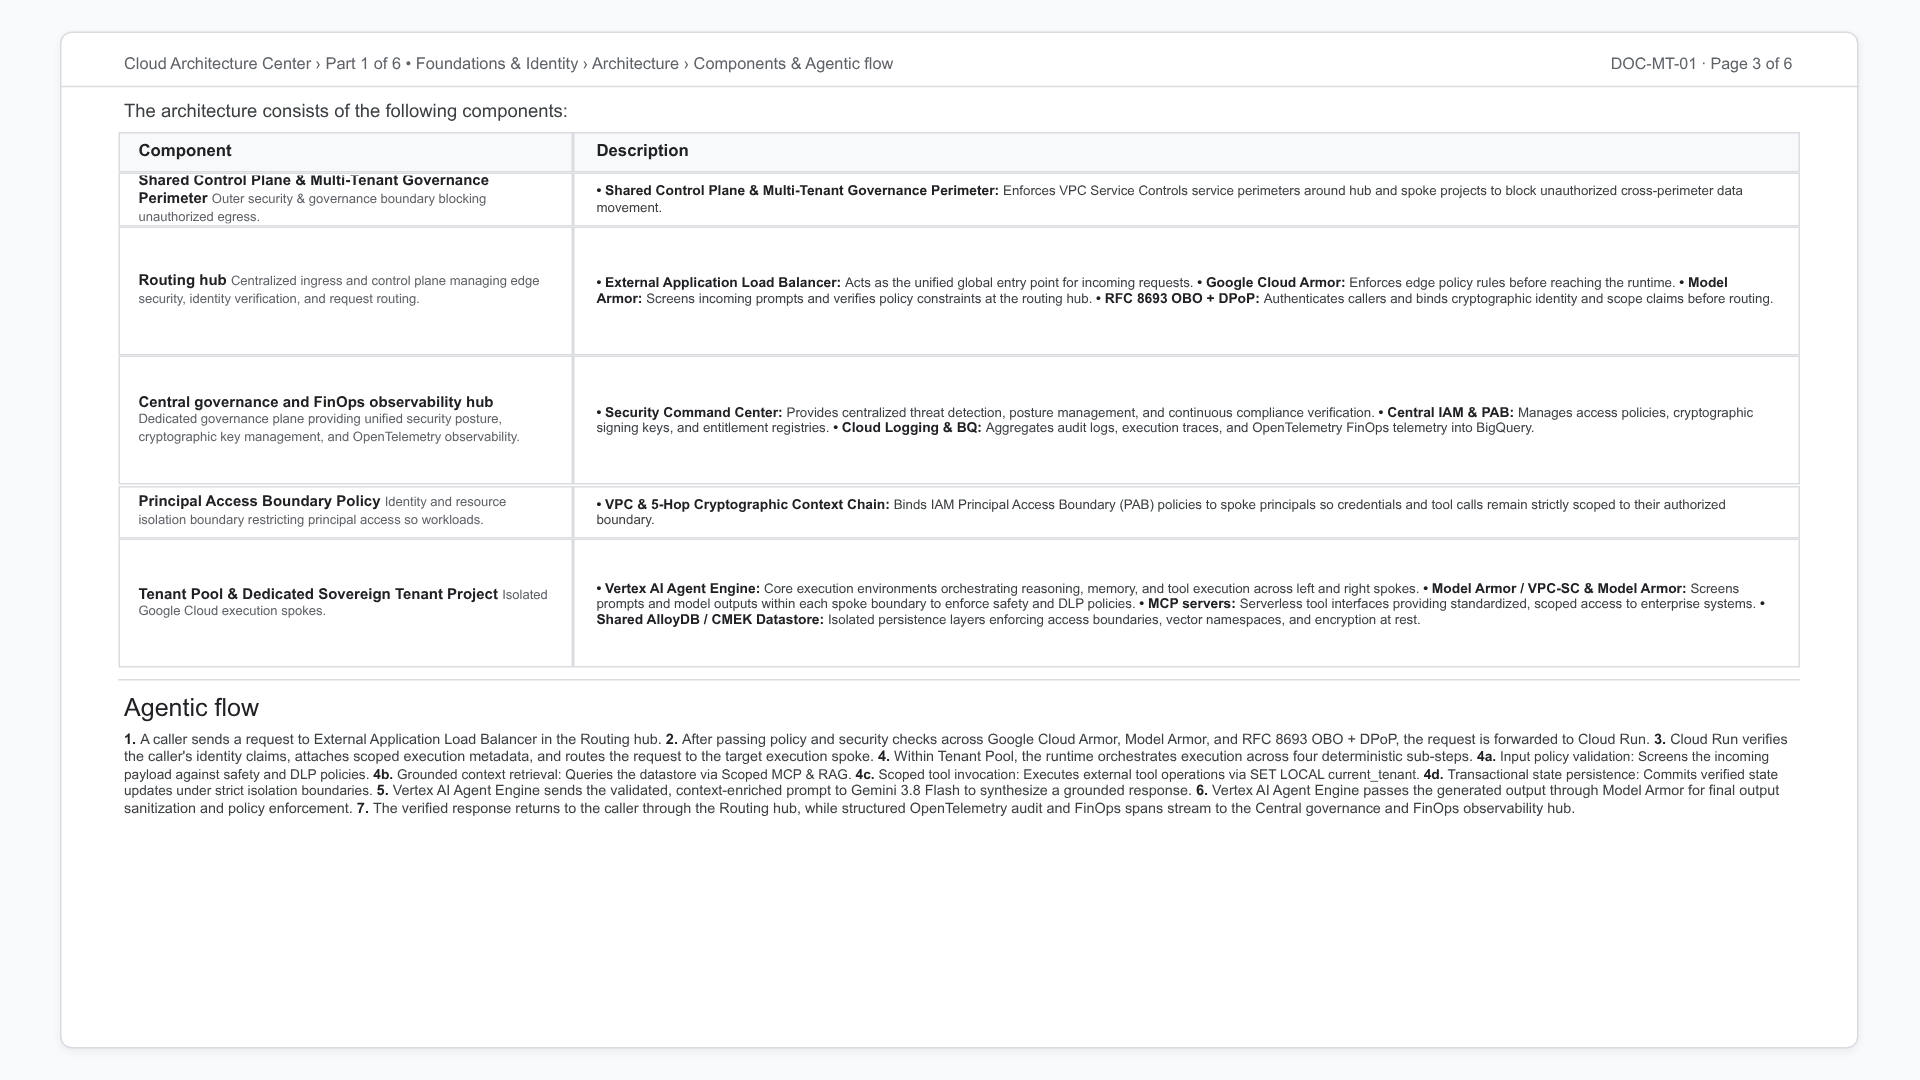 Cloud Architecture Center › Part 1 of 6 • Foundations & Identity › Architecture › Components & Agentic flow
DOC-MT-01 · Page 3 of 6
The architecture consists of the following components:
Component
Description
Shared Control Plane & Multi-Tenant Governance
Perimeter Outer security & governance boundary blocking
unauthorized egress.
• Shared Control Plane & Multi-Tenant Governance Perimeter: Enforces VPC Service Controls service perimeters around hub and spoke projects to block unauthorized cross-perimeter data
movement.
Routing hub Centralized ingress and control plane managing edge
security, identity verification, and request routing.
• External Application Load Balancer: Acts as the unified global entry point for incoming requests. • Google Cloud Armor: Enforces edge policy rules before reaching the runtime. • Model
Armor: Screens incoming prompts and verifies policy constraints at the routing hub. • RFC 8693 OBO + DPoP: Authenticates callers and binds cryptographic identity and scope claims before routing.
Central governance and FinOps observability hub
Dedicated governance plane providing unified security posture,
cryptographic key management, and OpenTelemetry observability.
• Security Command Center: Provides centralized threat detection, posture management, and continuous compliance verification. • Central IAM & PAB: Manages access policies, cryptographic
signing keys, and entitlement registries. • Cloud Logging & BQ: Aggregates audit logs, execution traces, and OpenTelemetry FinOps telemetry into BigQuery.
Principal Access Boundary Policy Identity and resource
isolation boundary restricting principal access so workloads.
• VPC & 5-Hop Cryptographic Context Chain: Binds IAM Principal Access Boundary (PAB) policies to spoke principals so credentials and tool calls remain strictly scoped to their authorized
boundary.
Tenant Pool & Dedicated Sovereign Tenant Project Isolated
Google Cloud execution spokes.
• Vertex AI Agent Engine: Core execution environments orchestrating reasoning, memory, and tool execution across left and right spokes. • Model Armor / VPC-SC & Model Armor: Screens
prompts and model outputs within each spoke boundary to enforce safety and DLP policies. • MCP servers: Serverless tool interfaces providing standardized, scoped access to enterprise systems. •
Shared AlloyDB / CMEK Datastore: Isolated persistence layers enforcing access boundaries, vector namespaces, and encryption at rest.
Agentic flow
1. A caller sends a request to External Application Load Balancer in the Routing hub. 2. After passing policy and security checks across Google Cloud Armor, Model Armor, and RFC 8693 OBO + DPoP, the request is forwarded to Cloud Run. 3. Cloud Run verifies
the caller's identity claims, attaches scoped execution metadata, and routes the request to the target execution spoke. 4. Within Tenant Pool, the runtime orchestrates execution across four deterministic sub-steps. 4a. Input policy validation: Screens the incoming
payload against safety and DLP policies. 4b. Grounded context retrieval: Queries the datastore via Scoped MCP & RAG. 4c. Scoped tool invocation: Executes external tool operations via SET LOCAL current_tenant. 4d. Transactional state persistence: Commits verified state
updates under strict isolation boundaries. 5. Vertex AI Agent Engine sends the validated, context-enriched prompt to Gemini 3.8 Flash to synthesize a grounded response. 6. Vertex AI Agent Engine passes the generated output through Model Armor for final output
sanitization and policy enforcement. 7. The verified response returns to the caller through the Routing hub, while structured OpenTelemetry audit and FinOps spans stream to the Central governance and FinOps observability hub.